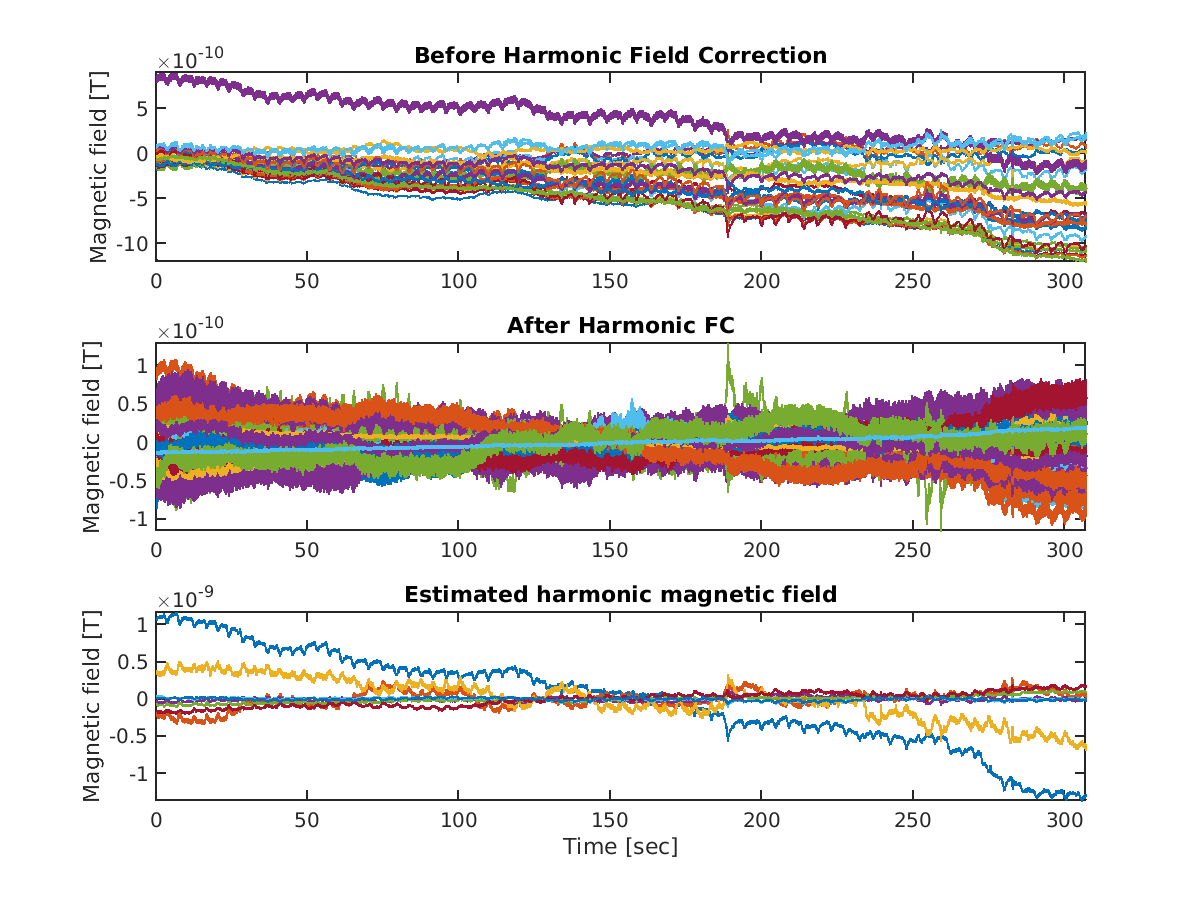 Before Harmonic Field Correction
×10^-10
Magnetic field [T]
5
0
-5
-10
0 50 100 150 200 250 300
After Harmonic FC
×10^-10
Magnetic field [T]
1
0.5
0
-0.5
-1
0 50 100 150 200 250 300
Estimated harmonic magnetic field
×10^-9
Magnetic field [T]
1
0.5
0
-0.5
-1
0 50 100 150 200 250 300
Time [sec]